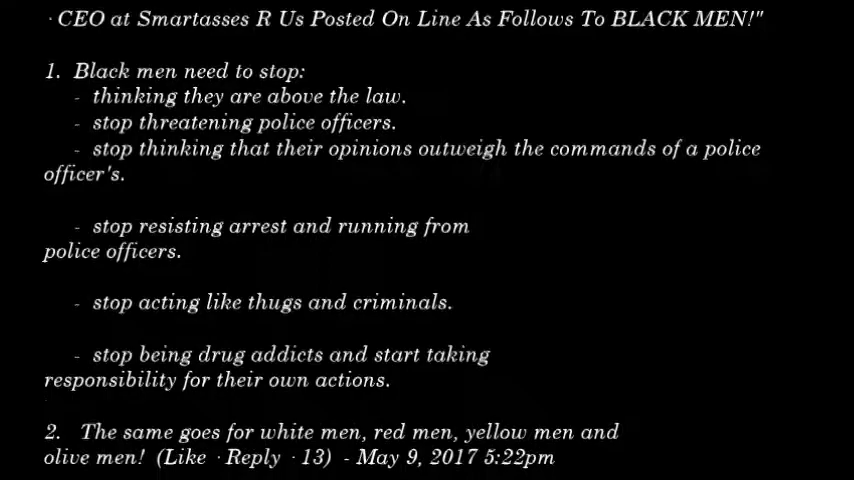 · CEO at Smartasses R Us Posted On Line As Follows To BLACK MEN!"
1. Black men need to stop:
- thinking they are above the law.
- stop threatening police officers.
- stop thinking that their opinions outweigh the commands of a police
officer's.
- stop resisting arrest and running from
police officers.
- stop acting like thugs and criminals.
- stop being drug addicts and start taking
responsibility for their own actions.
2. The same goes for white men, red men, yellow men and
olive men! (Like · Reply · 13) - May 9, 2017 5:22pm